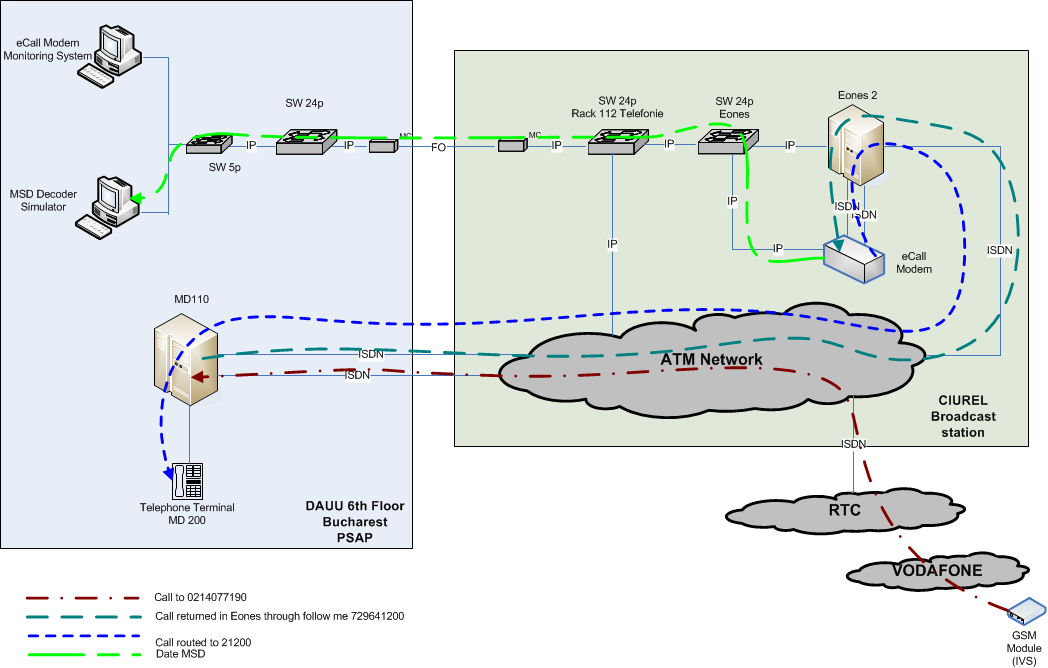 eCall Modem
Monitoring System
SW 24p
SW 5p
IP
IP
MC
FO
MC
IP
SW 24p
Rack 112 Telefonie
IP
SW 24p
Eones
IP
Eones 2
MSD Decoder
Simulator
IP
IP
IP
ISDN
ISDN
ISDN
eCall
Modem
MD110
ISDN
ISDN
ATM Network
CIUREL
Broadcast
station
ISDN
Telephone Terminal
MD 200
DAUU 6th Floor
Bucharest
PSAP
RTC
VODAFONE
GSM
Module
(IVS)
Call to 0214077190
Call returned in Eones through follow me 729641200
Call routed to 21200
Date MSD